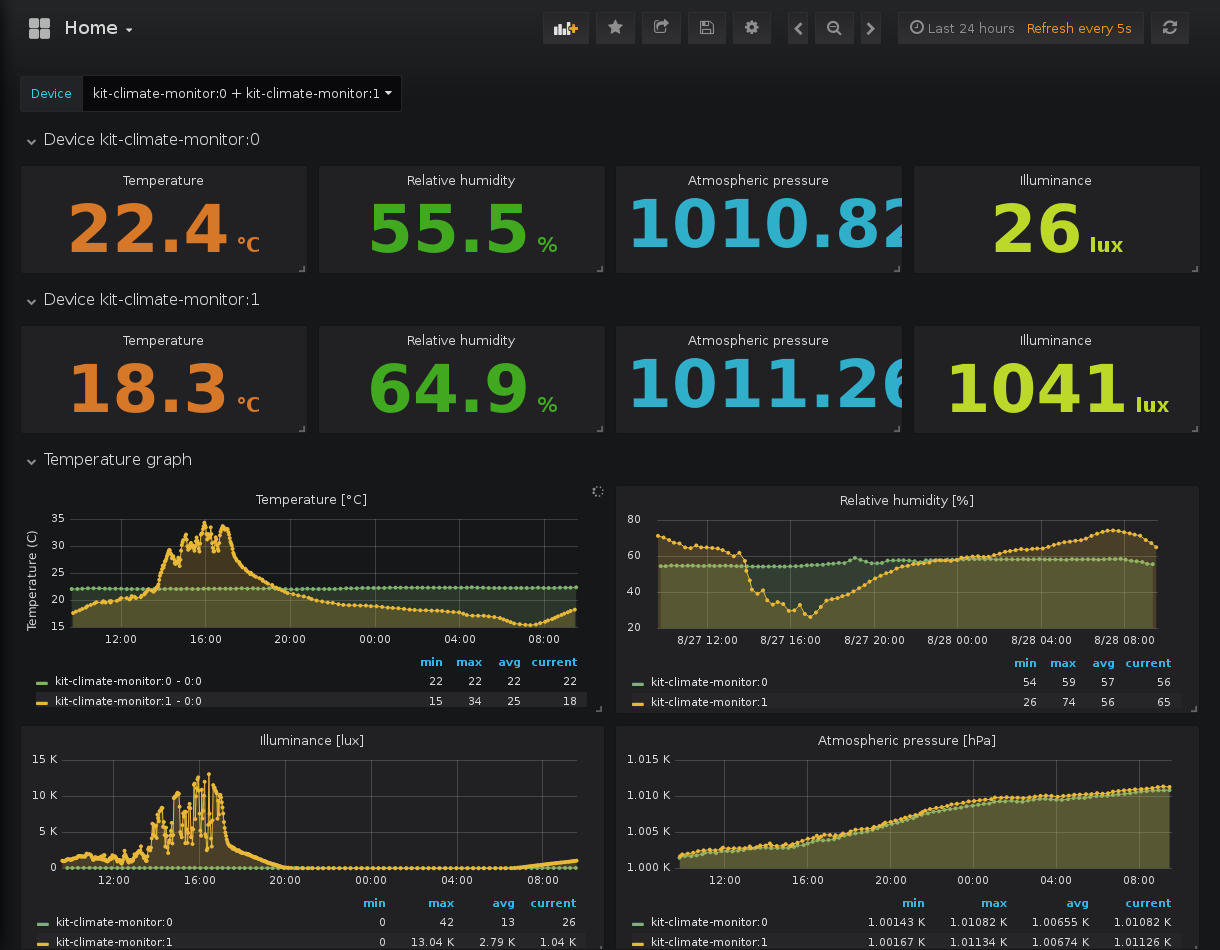 Home
Last 24 hours Refresh every 5s
Device kit-climate-monitor:0 + kit-climate-monitor:1
Device kit-climate-monitor:0
Temperature Relative humidity Atmospheric pressure Illuminance
22.4 °C 55.5 % 1010.82 26 lux
Device kit-climate-monitor:1
Temperature Relative humidity Atmospheric pressure Illuminance
18.3 °C 64.9 % 1011.26 1041 lux
Temperature graph
Temperature [°C]
Temperature (C)
35
30
25
20
15
12:00 16:00 20:00 00:00 04:00 08:00
min max avg current
kit-climate-monitor:0 - 0:0 22 22 22 22
kit-climate-monitor:1 - 0:0 15 34 25 18
Relative humidity [%]
80
60
40
20
8/27 12:00 8/27 16:00 8/27 20:00 8/28 00:00 8/28 04:00 8/28 08:00
min max avg current
kit-climate-monitor:0 54 59 57 56
kit-climate-monitor:1 26 74 56 65
Illuminance [lux]
15 K
10 K
5 K
0
12:00 16:00 20:00 00:00 04:00 08:00
min max avg current
kit-climate-monitor:0 0 42 13 26
kit-climate-monitor:1 0 13.04 K 2.79 K 1.04 K
Atmospheric pressure [hPa]
1.015 K
1.010 K
1.005 K
1.000 K
12:00 16:00 20:00 00:00 04:00 08:00
min max avg current
kit-climate-monitor:0 1.00143 K 1.01082 K 1.00655 K 1.01082 K
kit-climate-monitor:1 1.00167 K 1.01134 K 1.00674 K 1.01126 K